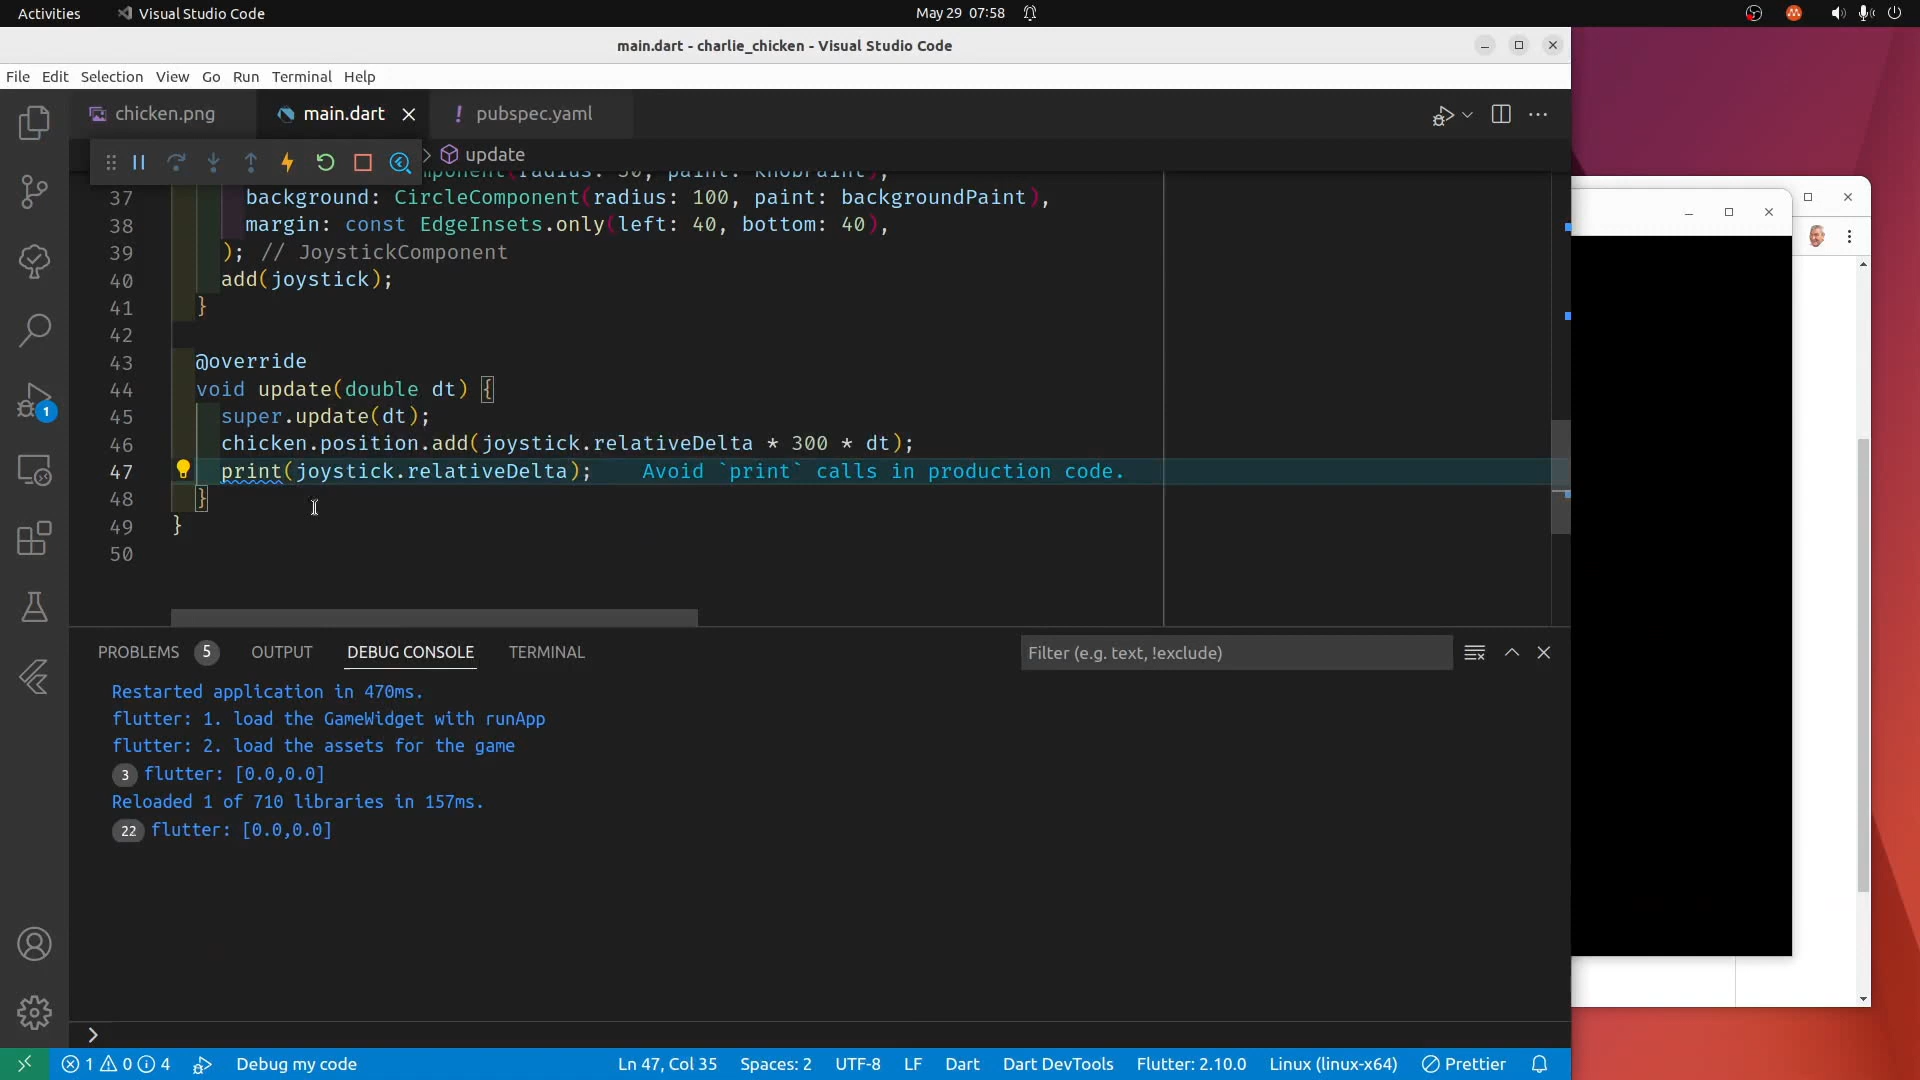 Activities
Visual Studio Code
May 29 07:58
main.dart - charlie_chicken - Visual Studio Code
File Edit Selection View Go Run Terminal Help
chicken.png
main.dart
! pubspec.yaml
update
37 background: CircleComponent(radius: 100, paint: backgroundPaint),
38 margin: const EdgeInsets.only(left: 40, bottom: 40),
39 ); // JoystickComponent
40 add(joystick);
41 }
42
43 @override
44 void update(double dt) {
45 super.update(dt);
46 chicken.position.add(joystick.relativeDelta * 300 * dt);
47 print(joystick.relativeDelta); Avoid `print` calls in production code.
48 }
49 }
50
1
PROBLEMS 5 OUTPUT DEBUG CONSOLE TERMINAL
Filter (e.g. text, !exclude)
Restarted application in 470ms.
flutter: 1. load the GameWidget with runApp
flutter: 2. load the assets for the game
3 flutter: [0.0,0.0]
Reloaded 1 of 710 libraries in 157ms.
22 flutter: [0.0,0.0]
1 0 4 Debug my code Ln 47, Col 35 Spaces: 2 UTF-8 LF Dart Dart DevTools Flutter: 2.10.0 Linux (linux-x64) Prettier